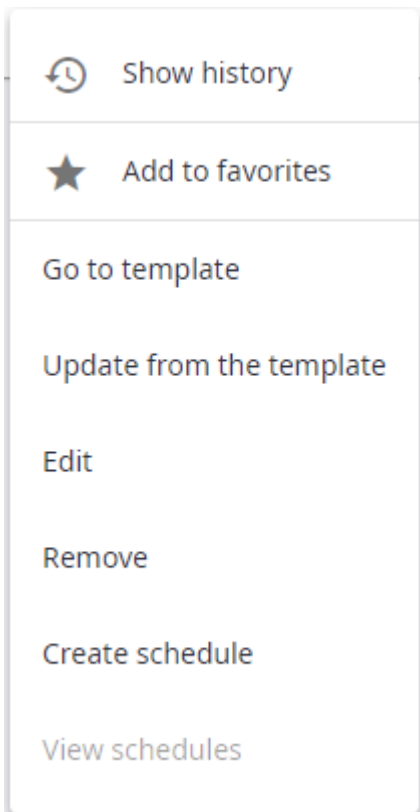 Show history
Add to favorites
Go to template
Update from the template
Edit
Remove
Create schedule
View schedules